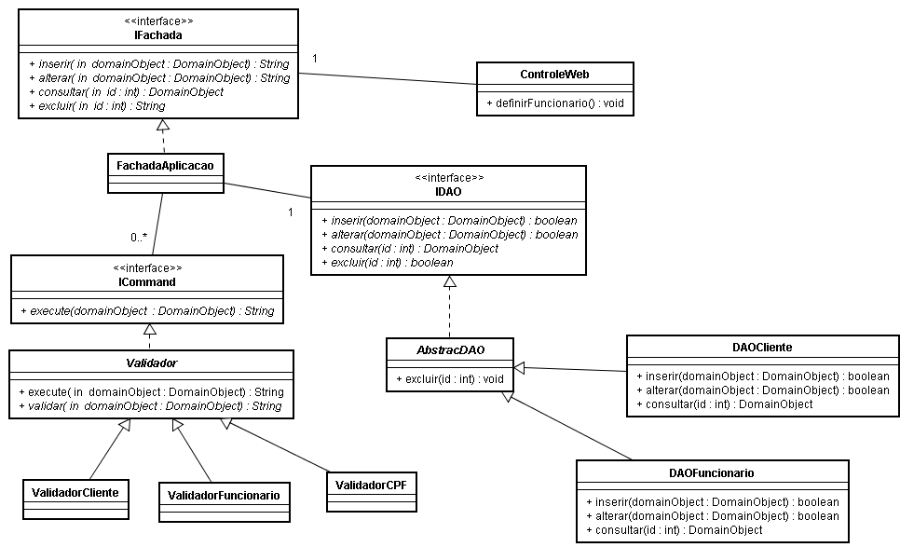 <<interface>>
IFachada
+ inserir( in domainObject : DomainObject) : String
+ alterar( in domainObject : DomainObject) : String
+ consultar( in id : int) : DomainObject
+ excluir( in id : int) : String
1
ControleWeb
+ definirFuncionario() : void
FachadaAplicacao
<<interface>>
IDAO
+ inserir(domainObject : DomainObject) : boolean
+ alterar(domainObject : DomainObject) : boolean
+ consultar(id : int) : DomainObject
+ excluir(id : int) : boolean
1
0..*
<<interface>>
ICommand
+ execute(domainObject : DomainObject) : String
Validador
+ execute( in domainObject : DomainObject) : String
+ validar( in domainObject : DomainObject) : String
AbstracDAO
+ excluir(id : int) : void
DAOCliente
+ inserir(domainObject : DomainObject) : boolean
+ alterar(domainObject : DomainObject) : boolean
+ consultar(id : int) : DomainObject
ValidadorCliente
ValidadorFuncionario
ValidadorCPF
DAOFuncionario
+ inserir(domainObject : DomainObject) : boolean
+ alterar(domainObject : DomainObject) : boolean
+ consultar(id : int) : DomainObject